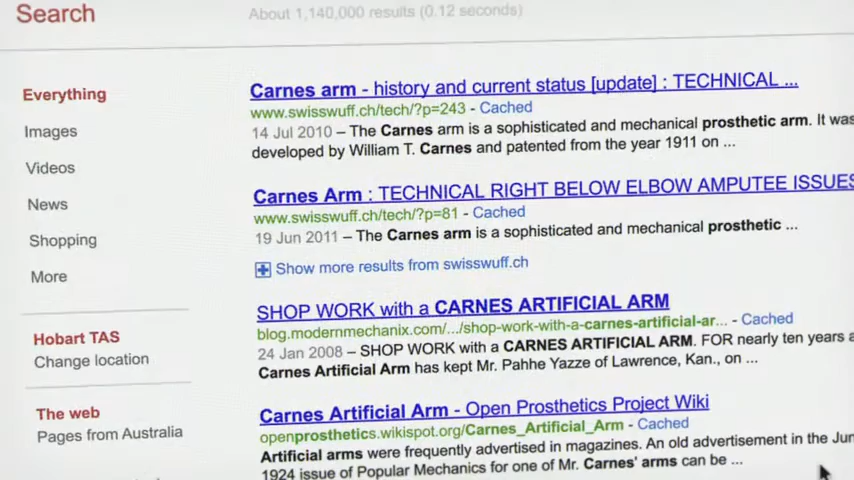 Search
About 1,140,000 results (0.12 seconds)
Everything
Images
Videos
News
Shopping
More
Hobart TAS
Change location
The web
Pages from Australia
Carnes arm - history and current status [update] : TECHNICAL ...
www.swisswuff.ch/tech/?p=243 - Cached
14 Jul 2010 – The Carnes arm is a sophisticated and mechanical prosthetic arm. It was
developed by William T. Carnes and patented from the year 1911 on ...
Carnes Arm : TECHNICAL RIGHT BELOW ELBOW AMPUTEE ISSUES
www.swisswuff.ch/tech/?p=81 - Cached
19 Jun 2011 – The Carnes arm is a sophisticated and mechanical prosthetic ...
Show more results from swisswuff.ch
SHOP WORK with a CARNES ARTIFICIAL ARM
blog.modernmechanix.com/.../shop-work-with-a-carnes-artificial-ar... - Cached
24 Jan 2008 – SHOP WORK with a CARNES ARTIFICIAL ARM. FOR nearly ten years a
Carnes Artificial Arm has kept Mr. Pahhe Yazze of Lawrence, Kan., on ...
Carnes Artificial Arm - Open Prosthetics Project Wiki
openprosthetics.wikispot.org/Carnes_Artificial_Arm - Cached
Artificial arms were frequently advertised in magazines. An old advertisement in the Jun
1924 issue of Popular Mechanics for one of Mr. Carnes' arms can be ...